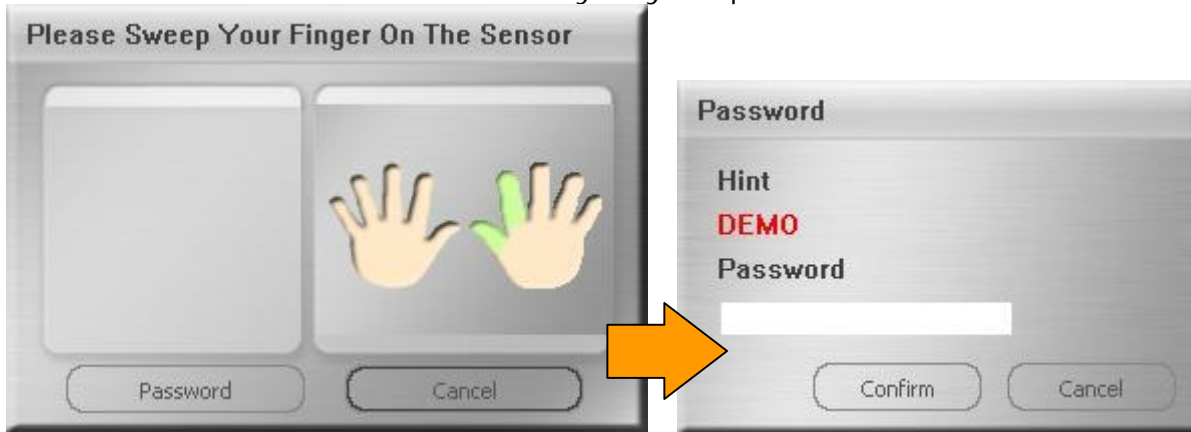 Please Sweep Your Finger On The Sensor
Password
Cancel
Password
Hint
DEMO
Password
Confirm
Cancel